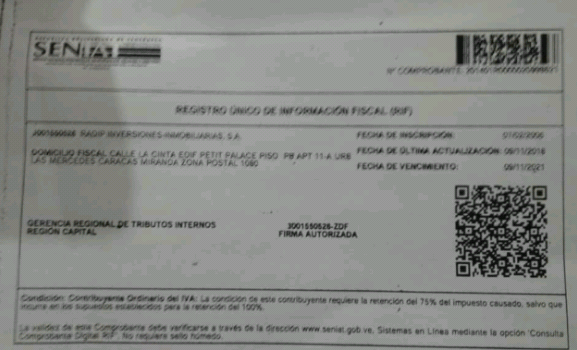 SENIAT
Nº COMPROBANTE:
REGISTRO ÚNICO DE INFORMACIÓN FISCAL (RIF)
RADIP INVERSIONES INMOBILIARIAS, S.A.
FECHA DE INSCRIPCIÓN: 01/02/2006
DOMICILIO FISCAL CALLE LA CINTA EDIF PETIT PALACE PISO PB APT 11-A URB
LAS MERCEDES CARACAS MIRANDA ZONA POSTAL 1080
FECHA DE ÚLTIMA ACTUALIZACIÓN: 09/11/2018
FECHA DE VENCIMIENTO: 09/11/2021
GERENCIA REGIONAL DE TRIBUTOS INTERNOS
REGIÓN CAPITAL
FIRMA AUTORIZADA
Condición: Contribuyente Ordinario del IVA: La condición de este contribuyente requiere la retención del 75% del impuesto causado, salvo que
incurra en los supuestos establecidos para la retención del 100%.
La validez de este Comprobante debe verificarse a través de la dirección www.seniat.gob.ve, Sistemas en Línea mediante la opción 'Consulta
Comprobante Digital RIF'. No requiere sello húmedo.